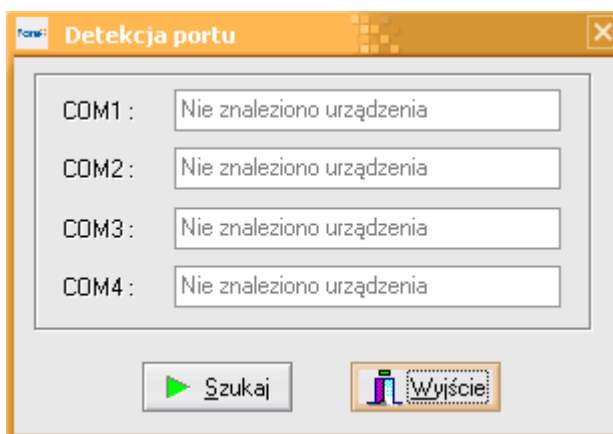 Detekcja portu
COM1 : Nie znaleziono urządzenia
COM2 : Nie znaleziono urządzenia
COM3 : Nie znaleziono urządzenia
COM4 : Nie znaleziono urządzenia
Szukaj Wyjście